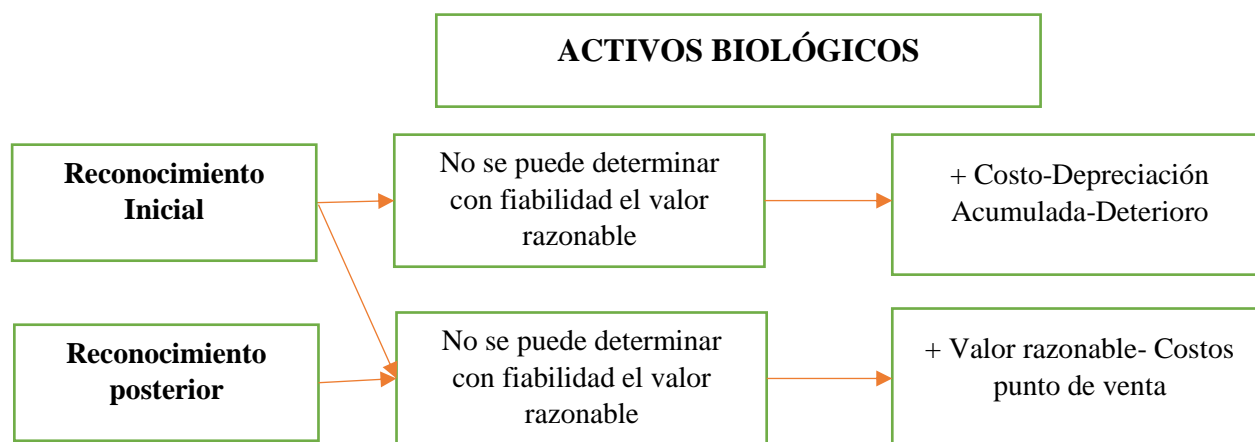 ACTIVOS BIOLÓGICOS
Reconocimiento
Inicial
No se puede determinar
con fiabilidad el valor
razonable
+ Costo-Depreciación
Acumulada-Deterioro
Reconocimiento
posterior
No se puede determinar
con fiabilidad el valor
razonable
+ Valor razonable- Costos
punto de venta